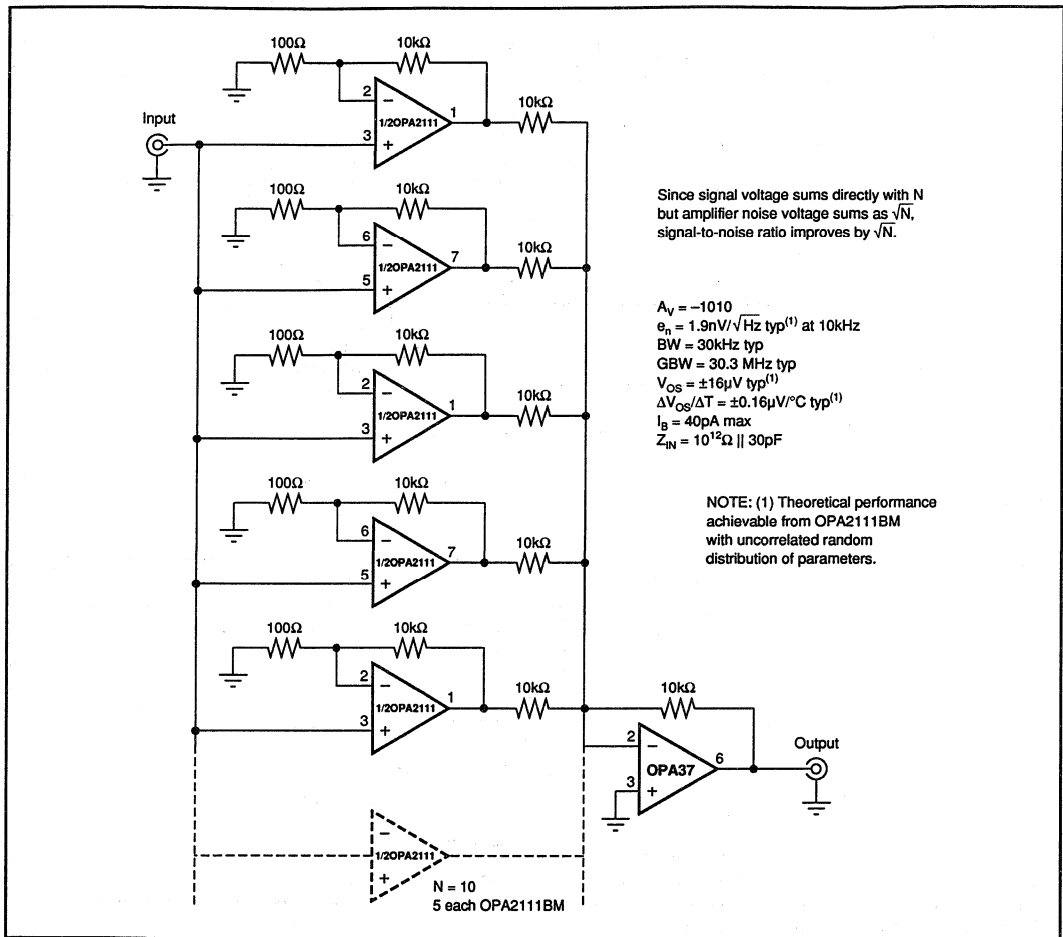 100Ω
10kΩ
2
−
1
10kΩ
1/2OPA2111
Input
3
+
100Ω
10kΩ
6
−
7
10kΩ
1/2OPA2111
5
+
Since signal voltage sums directly with N
but amplifier noise voltage sums as √N,
signal-to-noise ratio improves by √N.
100Ω
10kΩ
2
−
1
10kΩ
1/2OPA2111
3
+
A_V = −1010
e_n = 1.9nV/√Hz typ(1) at 10kHz
BW = 30kHz typ
GBW = 30.3 MHz typ
V_OS = ±16µV typ(1)
ΔV_OS/ΔT = ±0.16µV/°C typ(1)
I_B = 40pA max
Z_IN = 10^12Ω || 30pF
100Ω
10kΩ
6
−
7
10kΩ
1/2OPA2111
5
+
NOTE: (1) Theoretical performance
achievable from OPA2111BM
with uncorrelated random
distribution of parameters.
100Ω
10kΩ
2
−
1
10kΩ
1/2OPA2111
3
+
10kΩ
2
−
6
OPA37
3
+
Output
−
1/2OPA2111
+
N = 10
5 each OPA2111BM